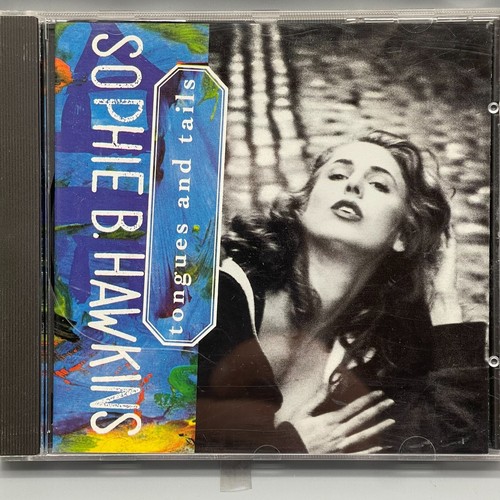 SOPHIE B. HAWKINS
tongues and tails